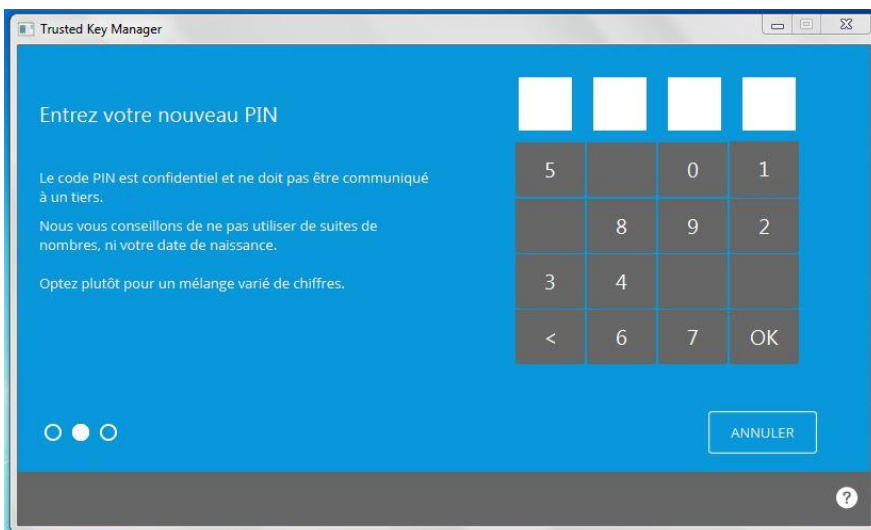 Trusted Key Manager
Entrez votre nouveau PIN
Le code PIN est confidentiel et ne doit pas être communiqué
à un tiers.
Nous vous conseillons de ne pas utiliser de suites de
nombres, ni votre date de naissance.
Optez plutôt pour un mélange varié de chiffres.
5 0 1
8 9 2
3 4
< 6 7 OK
ANNULER
?